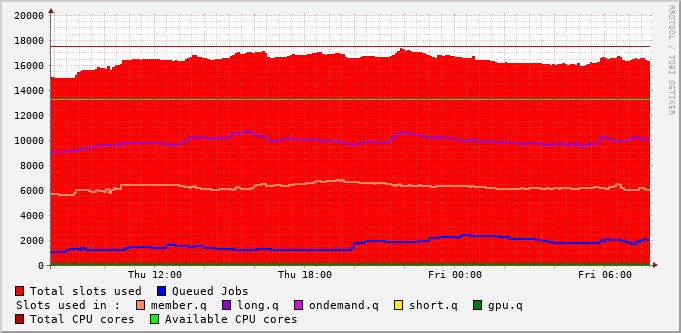 20000
18000
16000
14000
12000
10000
8000
6000
4000
2000
0
Thu 12:00 Thu 18:00 Fri 00:00 Fri 06:00
RRDTOOL / TOBI OETIKER
Total slots used Queued Jobs
Slots used in : member.q long.q ondemand.q short.q gpu.q
Total CPU cores Available CPU cores